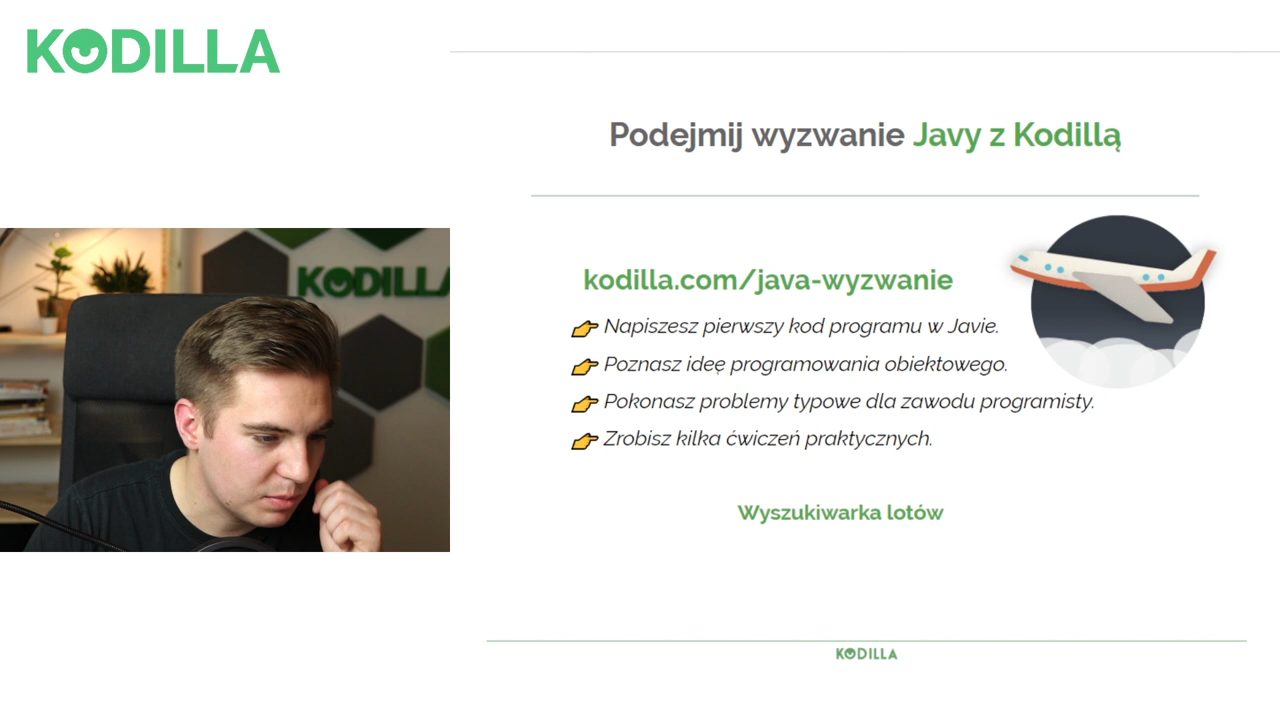 KODILLA
Podejmij wyzwanie Javy z Kodillą
KODILLA
kodilla.com/java-wyzwanie
Napiszesz pierwszy kod programu w Javie.
Poznasz ideę programowania obiektowego.
Pokonasz problemy typowe dla zawodu programisty.
Zrobisz kilka ćwiczeń praktycznych.
Wyszukiwarka lotów
KODILLA